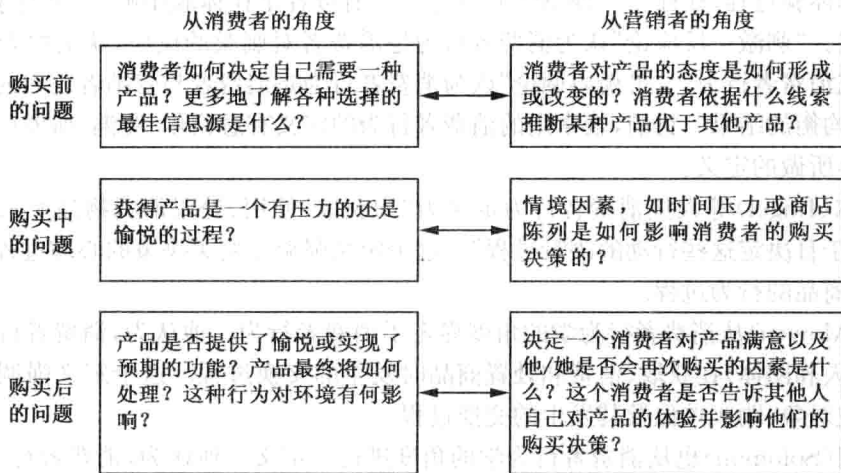 从消费者的角度
从营销者的角度
购买前
的问题
消费者如何决定自己需要一种
产品？更多地了解各种选择的
最佳信息源是什么？
消费者对产品的态度是如何形成
或改变的？消费者依据什么线索
推断某种产品优于其他产品？
购买中
的问题
获得产品是一个有压力的还是
愉悦的过程？
情境因素，如时间压力或商店
陈列是如何影响消费者的购买
决策的？
购买后
的问题
产品是否提供了愉悦或实现了
预期的功能？产品最终将如何
处理？这种行为对环境有何影
响？
决定一个消费者对产品满意以及
他/她是否会再次购买的因素是什
么？这个消费者是否告诉其他人
自己对产品的体验并影响他们的
购买决策？